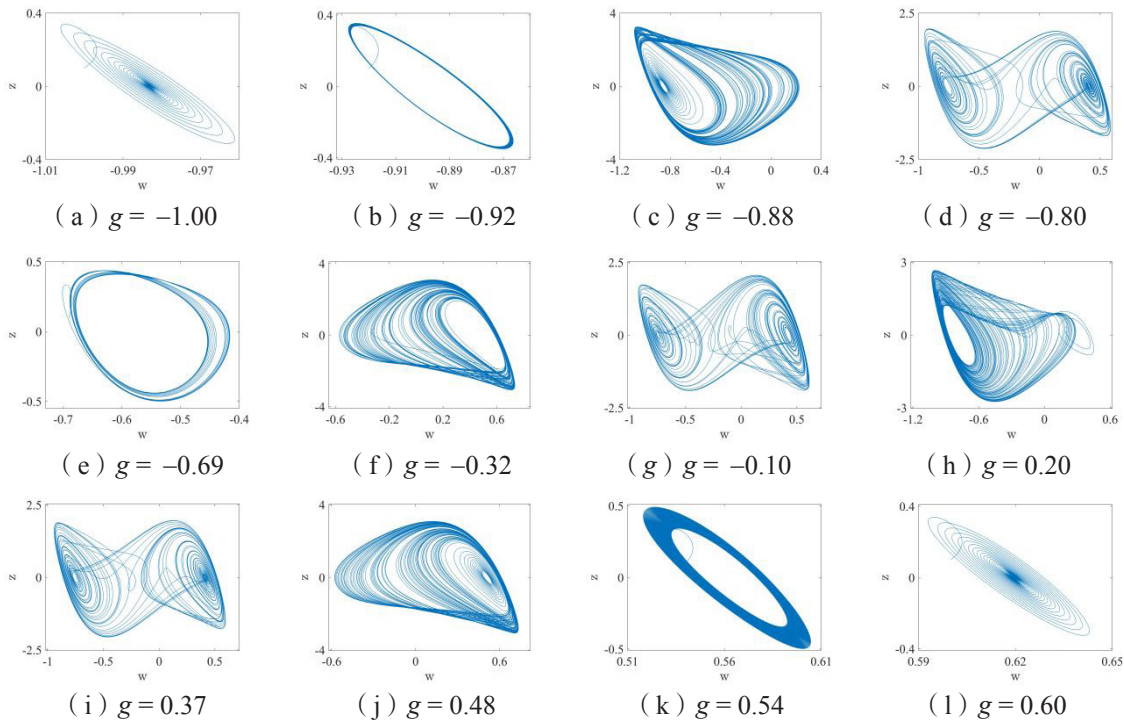 0.4
z
0
-0.4
-1.01
-0.99
-0.97
w
(a) g = –1.00
0.4
z
0
-0.4
-0.93
-0.91
-0.89
-0.87
w
(b) g = –0.92
4
z
0
-4
-1.2
-0.8
-0.4
0
0.4
w
(c) g = –0.88
2.5
z
0
-2.5
-1
-0.5
0
0.5
w
(d) g = –0.80
0.5
z
0
-0.5
-0.7
-0.6
-0.5
-0.4
w
(e) g = –0.69
4
z
0
-4
-0.6
-0.2
0.2
0.6
w
(f) g = –0.32
2.5
z
0
-2.5
-1
-0.5
0
0.5
w
(g) g = –0.10
3
z
0
-3
-1.2
-0.6
0
0.6
w
(h) g = 0.20
2.5
z
0
-2.5
-1
-0.5
0
0.5
w
(i) g = 0.37
4
z
0
-4
-0.6
-0.2
0.2
0.6
w
(j) g = 0.48
0.5
z
0
-0.5
0.51
0.56
0.61
w
(k) g = 0.54
0.4
z
0
-0.4
0.59
0.62
0.65
w
(l) g = 0.60